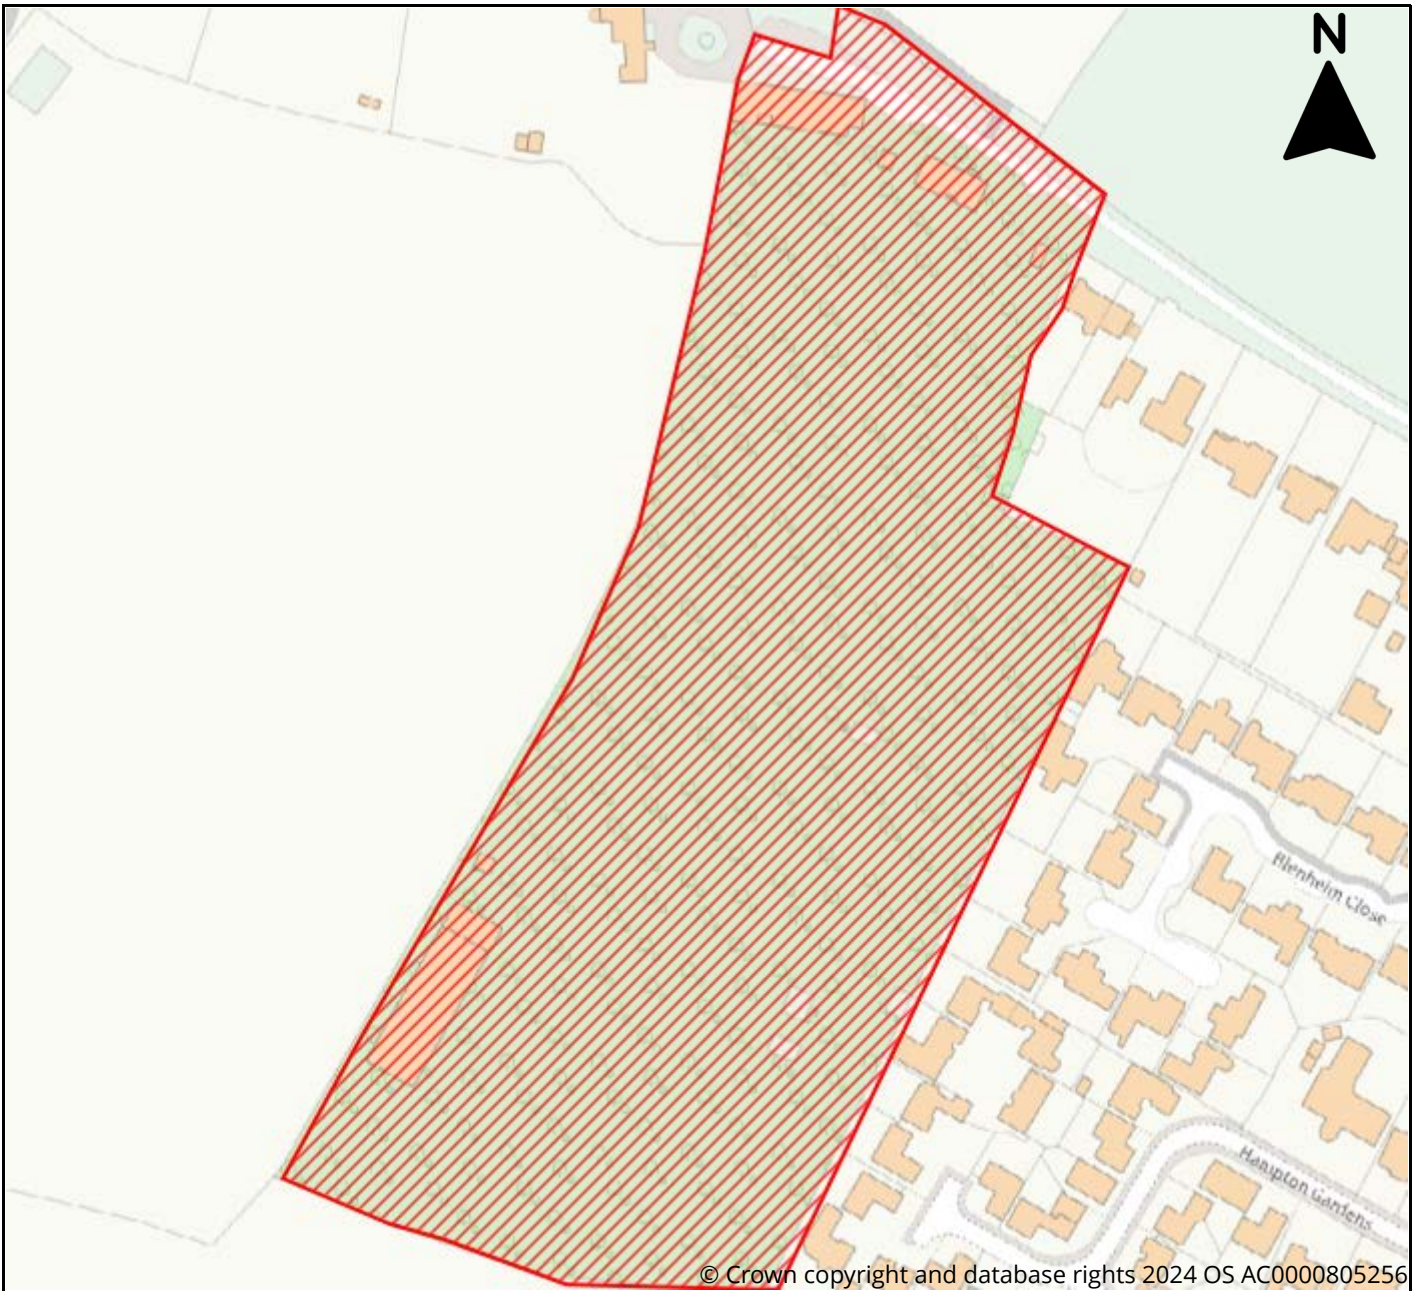 N
Blenheim Close
Hampton Gardens
© Crown copyright and database rights 2024 OS AC0000805256